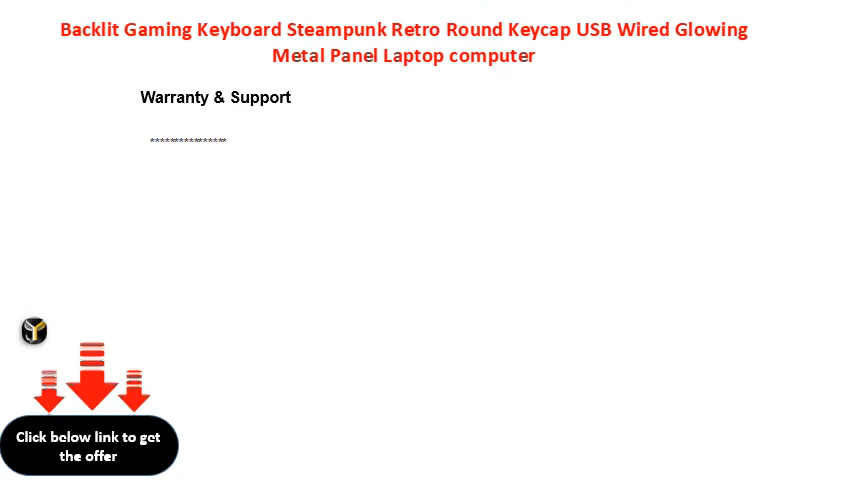 Backlit Gaming Keyboard Steampunk Retro Round Keycap USB Wired Glowing
Metal Panel Laptop computer
Warranty & Support
****************
Click below link to get
the offer